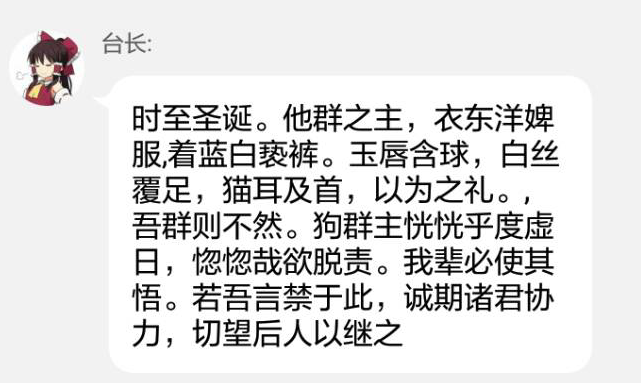 台长:
时至圣诞。他群之主，衣东洋婢
服,着蓝白亵裤。玉唇含球，白丝
覆足，猫耳及首，以为之礼。,
吾群则不然。狗群主恍恍乎度虚
日，惚惚哉欲脱责。我辈必使其
悟。若吾言禁于此，诚期诸君协
力，切望后人以继之